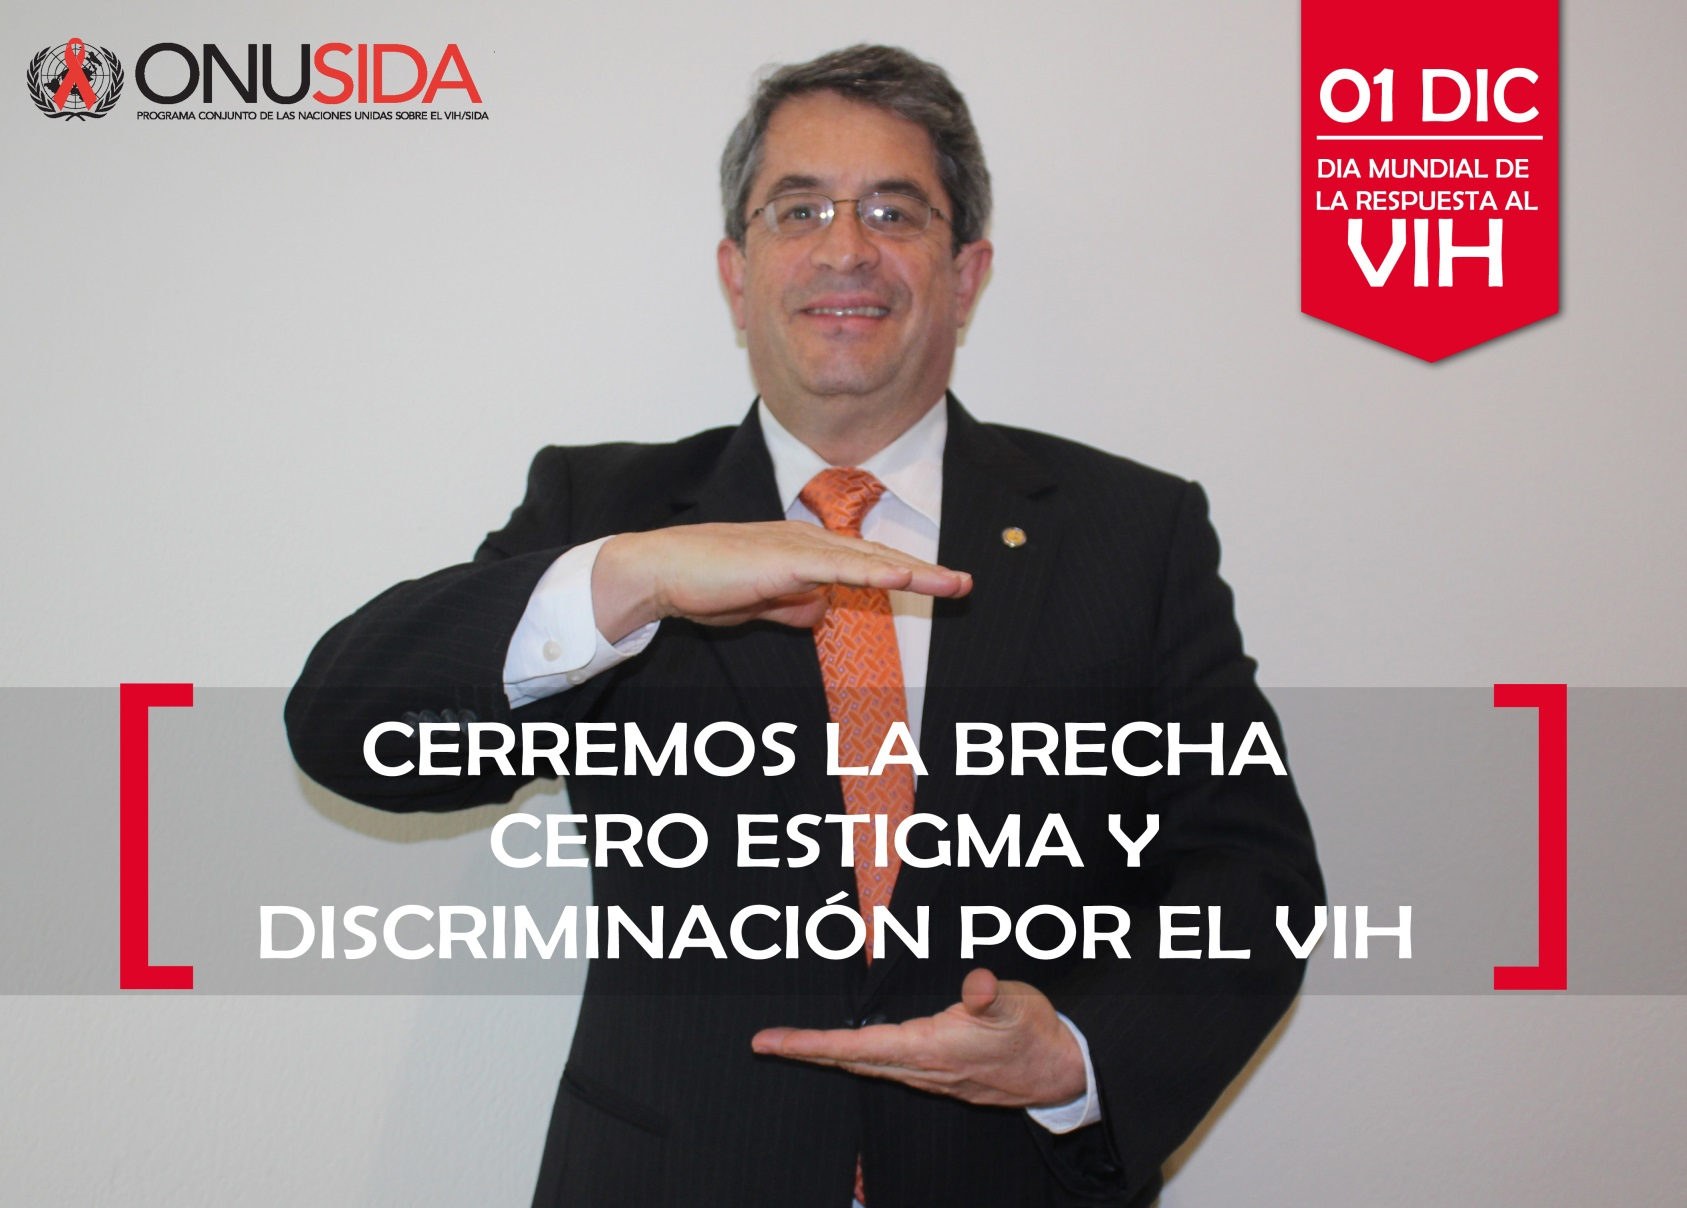 ONUSIDA
PROGRAMA CONJUNTO DE LAS NACIONES UNIDAS SOBRE EL VIH/SIDA
01 DIC
DIA MUNDIAL DE
LA RESPUESTA AL
VIH
CERREMOS LA BRECHA
CERO ESTIGMA Y
DISCRIMINACIÓN POR EL VIH